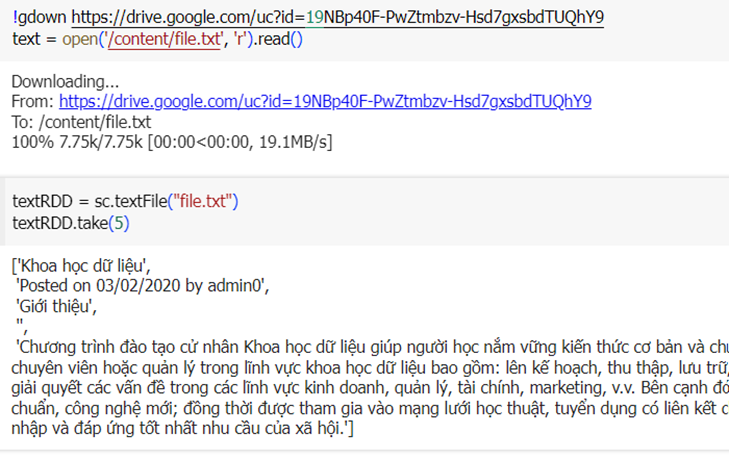 !gdown https://drive.google.com/uc?id=19NBp40F-PwZtmbzv-Hsd7gxsbdTUQhY9
text = open('/content/file.txt', 'r').read()
Downloading...
From: https://drive.google.com/uc?id=19NBp40F-PwZtmbzv-Hsd7gxsbdTUQhY9
To: /content/file.txt
100% 7.75k/7.75k [00:00<00:00, 19.1MB/s]
textRDD = sc.textFile("file.txt")
textRDD.take(5)
['Khoa học dữ liệu',
'Posted on 03/02/2020 by admin0',
'Giới thiệu',
'',
'Chương trình đào tạo cử nhân Khoa học dữ liệu giúp người học nắm vững kiến thức cơ bản và
chuyên viên hoặc quản lý trong lĩnh vực khoa học dữ liệu bao gồm: lên kế hoạch, thu thập, lưu trữ,
giải quyết các vấn đề trong các lĩnh vực kinh doanh, quản lý, tài chính, marketing, v.v. Bên cạnh đó
chuẩn, công nghệ mới; đồng thời được tham gia vào mạng lưới học thuật, tuyển dụng có liên kết
nhập và đáp ứng tốt nhất nhu cầu của xã hội.']